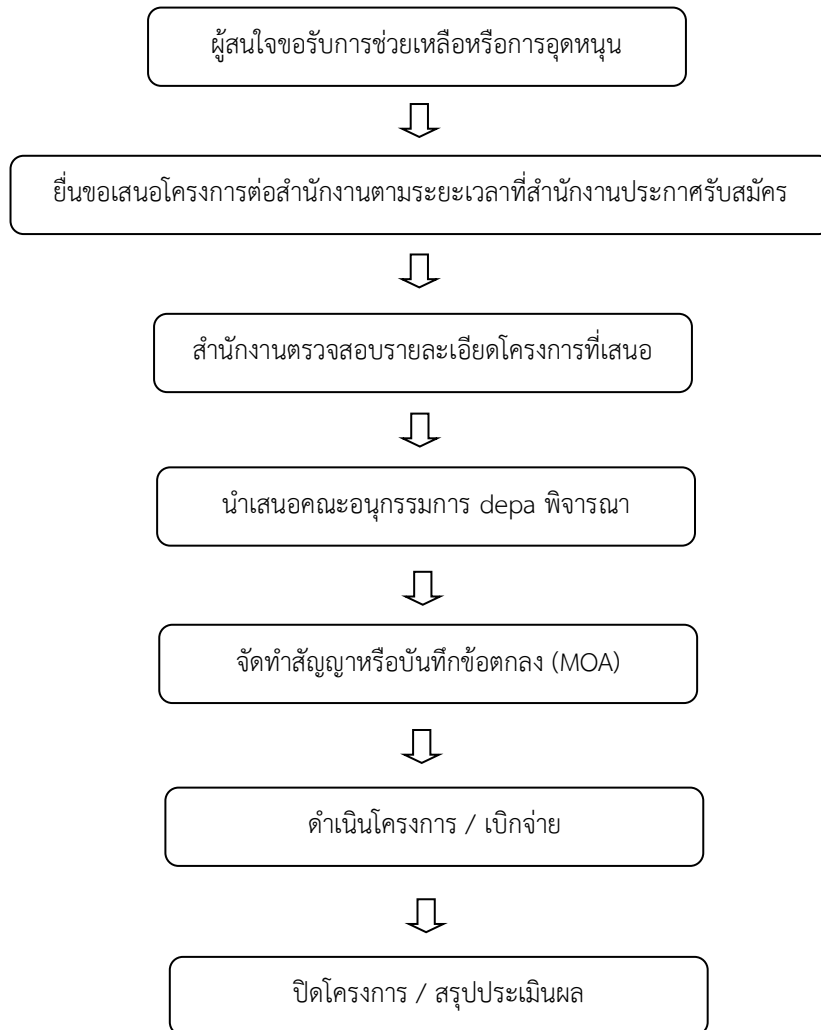 ผู้สนใจขอรับการช่วยเหลือหรือการอุดหนุน
ยื่นขอเสนอโครงการต่อสำนักงานตามระยะเวลาที่สำนักงานประกาศรับสมัคร
สำนักงานตรวจสอบรายละเอียดโครงการที่เสนอ
นำเสนอคณะอนุกรรมการ depa พิจารณา
จัดทำสัญญาหรือบันทึกข้อตกลง (MOA)
ดำเนินโครงการ / เบิกจ่าย
ปิดโครงการ / สรุปประเมินผล